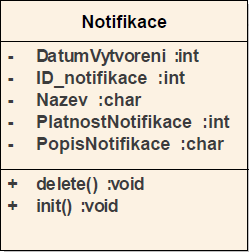 Notifikace
- DatumVytvoreni :int
- ID_notifikace :int
- Nazev :char
- PlatnostNotifikace :int
- PopisNotifikace :char
+ delete() :void
+ init() :void